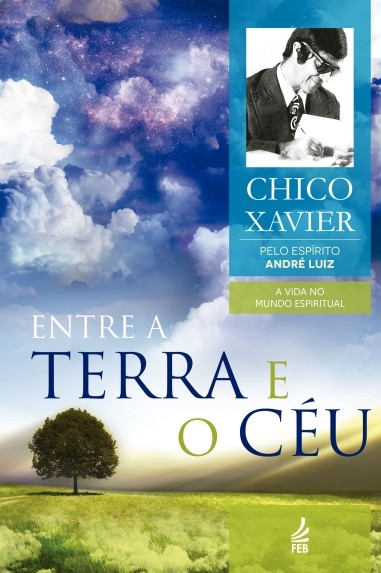 CHICO
XAVIER
PELO ESPÍRITO
ANDRÉ LUIZ
A VIDA NO
MUNDO ESPIRITUAL
ENTRE A
TERRA E
O CÉU
FEB